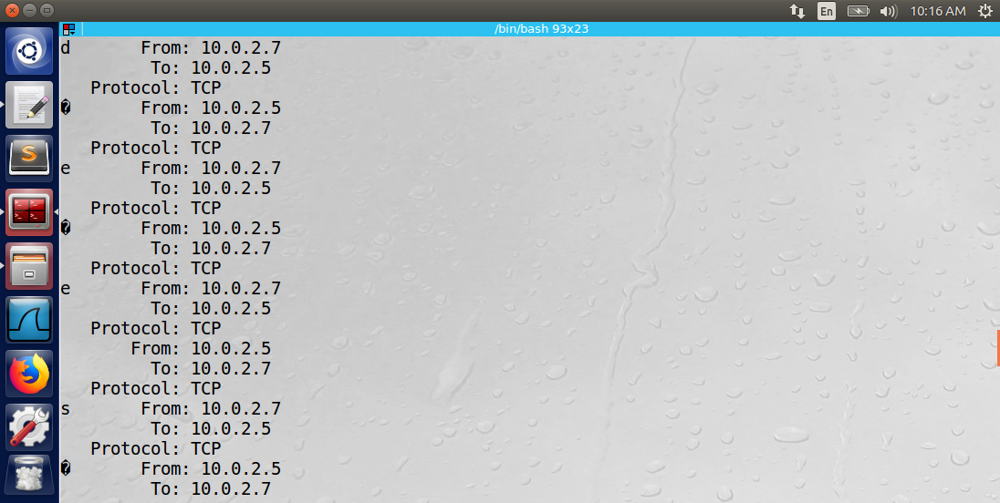 En
10:16 AM
/bin/bash 93x23
d From: 10.0.2.7
To: 10.0.2.5
Protocol: TCP
� From: 10.0.2.5
To: 10.0.2.7
Protocol: TCP
e From: 10.0.2.7
To: 10.0.2.5
Protocol: TCP
� From: 10.0.2.5
To: 10.0.2.7
Protocol: TCP
e From: 10.0.2.7
To: 10.0.2.5
Protocol: TCP
From: 10.0.2.5
To: 10.0.2.7
Protocol: TCP
s From: 10.0.2.7
To: 10.0.2.5
Protocol: TCP
� From: 10.0.2.5
To: 10.0.2.7